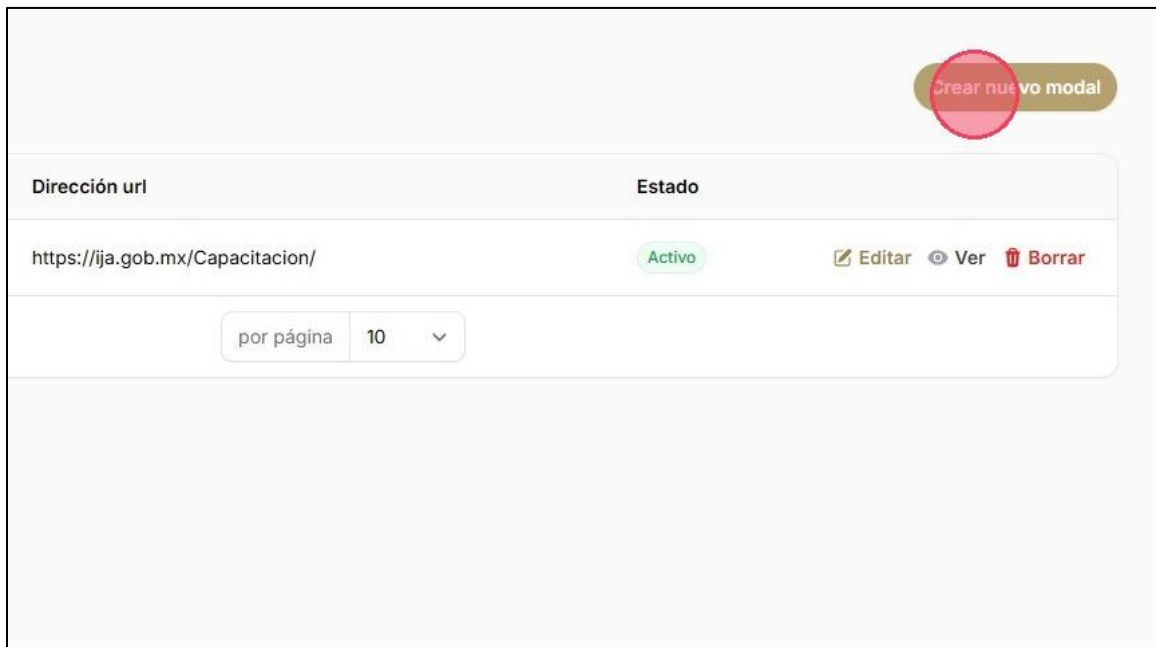 Crear nuevo modal
Dirección url Estado
https://ija.gob.mx/Capacitacion/ Activo Editar Ver Borrar
por página 10